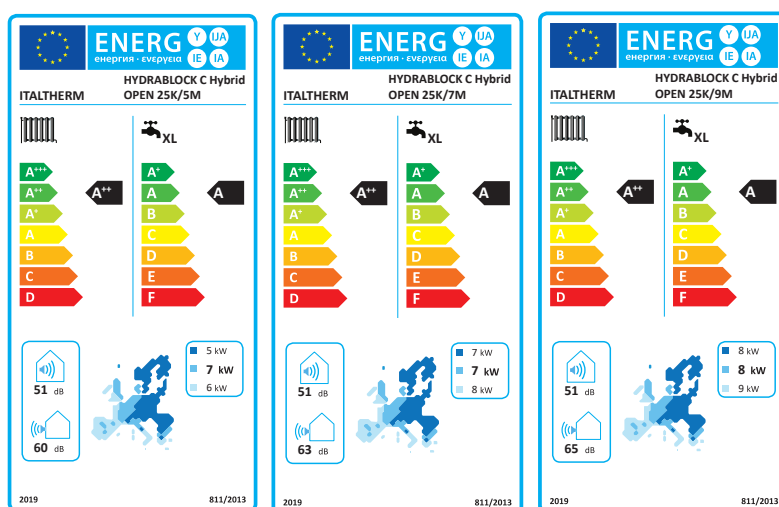 ENERG Y IJA
енергия · ενεργεια IE IA
HYDRABLOCK C Hybrid
ITALTHERM OPEN 25K/5M
XL
A+++ A+
A++ A++ A A
A+ B
A C
B D
C E
D F
51 dB
60 dB
5 kW
7 kW
6 kW
2019 811/2013
ENERG Y IJA
енергия · ενεργεια IE IA
HYDRABLOCK C Hybrid
ITALTHERM OPEN 25K/7M
XL
A+++ A+
A++ A++ A A
A+ B
A C
B D
C E
D F
51 dB
63 dB
7 kW
7 kW
8 kW
2019 811/2013
ENERG Y IJA
енергия · ενεργεια IE IA
HYDRABLOCK C Hybrid
ITALTHERM OPEN 25K/9M
XL
A+++ A+
A++ A++ A A
A+ B
A C
B D
C E
D F
51 dB
65 dB
8 kW
8 kW
9 kW
2019 811/2013